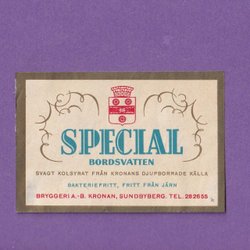 SPECIAL
BORDSVATTEN
SVAGT KOLSYRAT FRÅN KRONANS DJUPBORRADE KÄLLA
BAKTERIEFRITT, FRITT FRÅN JÄRN
BRYGGERI A.-B. KRONAN, SUNDBYBERG. TEL. 282655